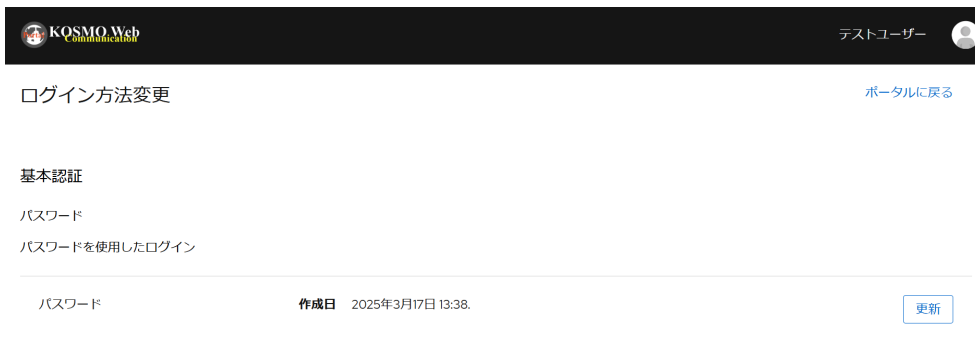 KOSMO.Web
Communication
テストユーザー
ログイン方法変更
ポータルに戻る
基本認証
パスワード
パスワードを使用したログイン
パスワード 作成日 2025年3月17日 13:38. 更新